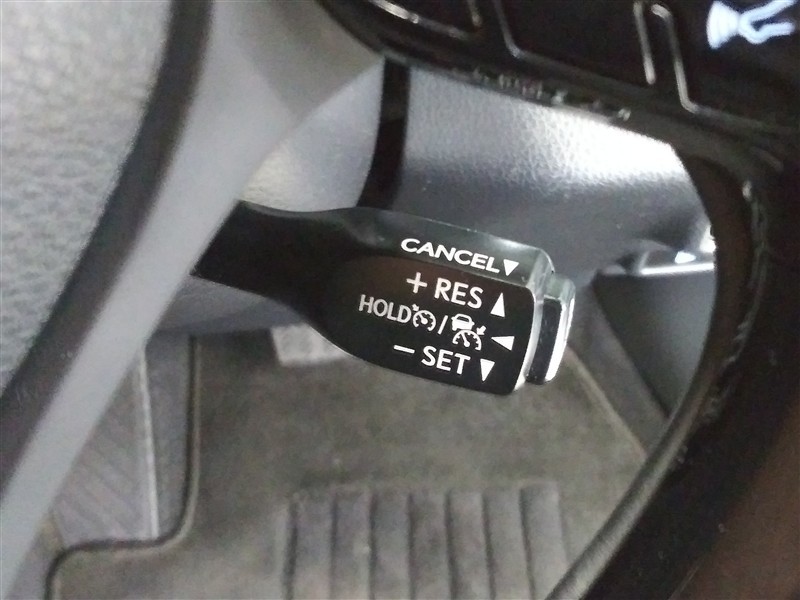 CANCEL▼
+ RES ▲
HOLD /
− SET ▼